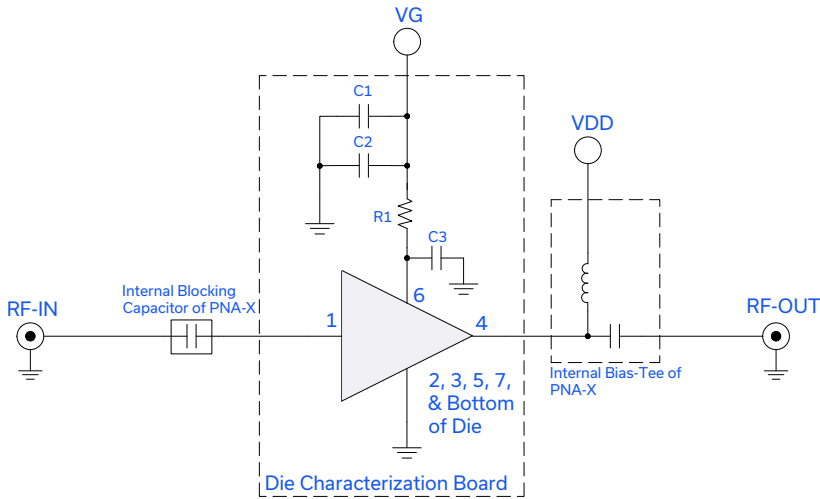 VG
C1
C2
VDD
R1
C3
Internal Blocking
Capacitor of PNA-X
6
RF-IN
RF-OUT
1
4
2, 3, 5, 7,
& Bottom
of Die
Internal Bias-Tee of
PNA-X
Die Characterization Board